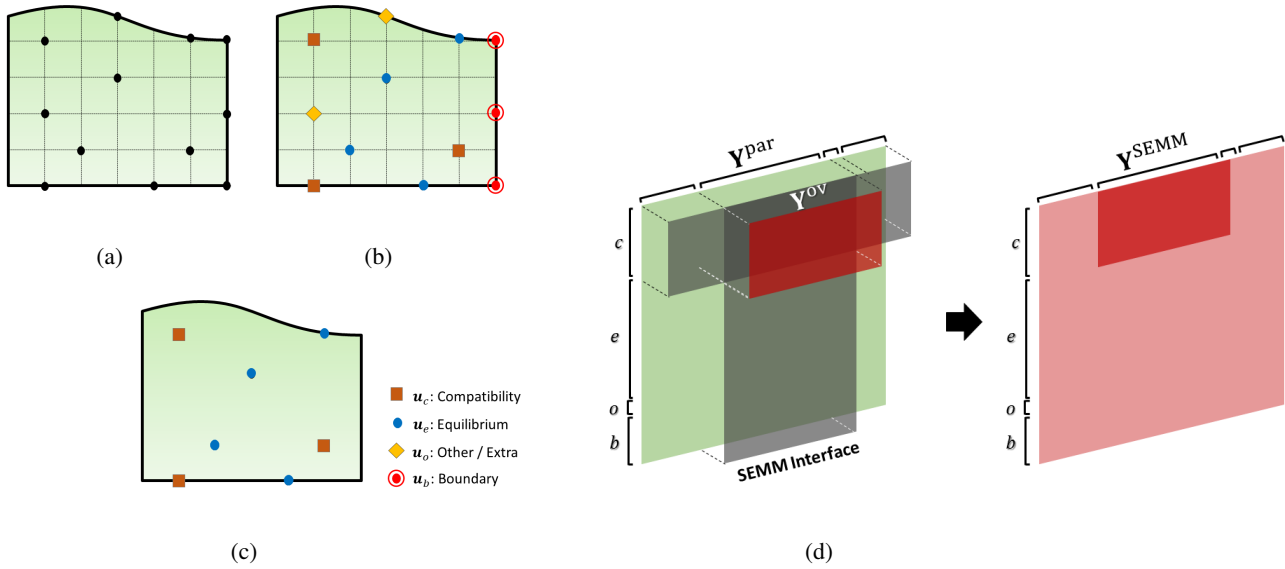 (a)
(b)
u_c: Compatibility
u_e: Equilibrium
u_o: Other / Extra
u_b: Boundary
(c)
Y^par
Y^ov
c
e
o
b
SEMM Interface
Y^SEMM
c
e
o
b
(d)